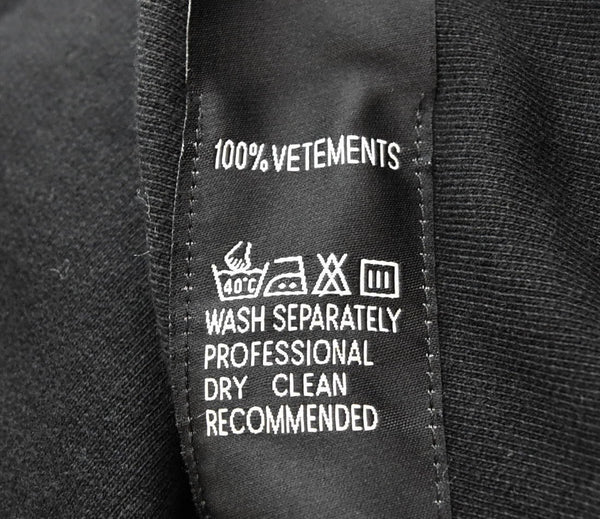 100% VETEMENTS
40°C
WASH SEPARATELY
PROFESSIONAL
DRY CLEAN
RECOMMENDED